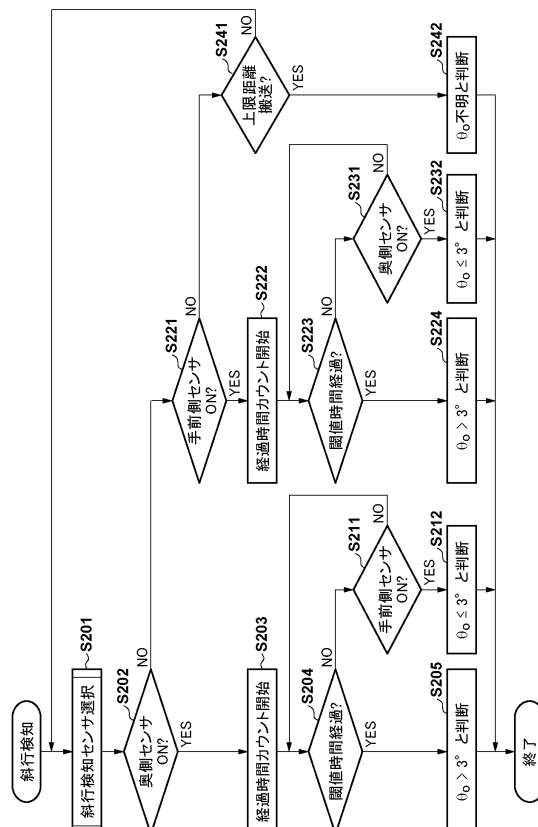 斜行検知
S201
斜行検知センサ選択
S202
奥側センサ
ON?
NO
YES
S203
経過時間カウント開始
S204
閾値時間経過?
NO
YES
S205
θo > 3° と判断
S211
手前側センサ
ON?
NO
YES
S212
θo ≤ 3° と判断
S221
手前側センサ
ON?
NO
YES
S222
経過時間カウント開始
S223
閾値時間経過?
NO
YES
S224
θo > 3° と判断
S231
奥側センサ
ON?
NO
YES
S232
θo ≤ 3° と判断
S241
上限距離
搬送?
NO
YES
S242
θo不明と判断
終了